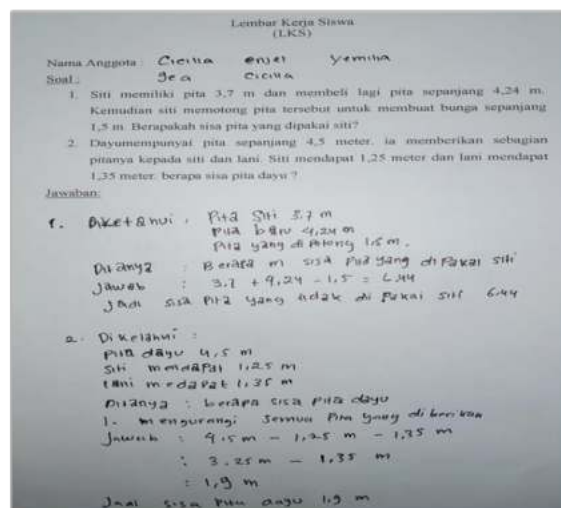 Lembar Kerja Siswa
(LKS)
Nama Anggota : Cicilia enjel Yemilia
Soal : gea cicilia
1. Siti memiliki pita 3,7 m dan membeli lagi pita sepanjang 4,24 m.
Kemudian siti memotong pita tersebut untuk membuat bunga sepanjang
1,5 m. Berapakah sisa pita yang dipakai siti?
2. Dayumempunyai pita sepanjang 4,5 meter. ia memberikan sebagian
pitanya kepada siti dan lani. Siti mendapat 1,25 meter dan lani mendapat
1,35 meter. berapa sisa pita dayu ?
Jawaban:
1. Diketahui : Pita Siti 3,7 m
Pita baru 4,24 m
Pita yang di Potong 1,5 m.
Ditanya : Berapa m sisa Pita yang di Pakai siti
Jawab : 3,7 + 4,24 - 1,5 = 6,44
Jadi sisa Pita yang tidak di Pakai siti 6,44
2. Diketahui :
Pita dayu 4,5 m
Siti mendapat 1,25 m
lani medapat 1,35 m
Ditanya : berapa sisa pita dayu
1. mengurangi semua Pita yang di berikan
Jawab : 4,5 m - 1,25 m - 1,35 m
: 3.25 m - 1,35 m
= 1,9 m
Jadi sisa Pita dayu 1,9 m